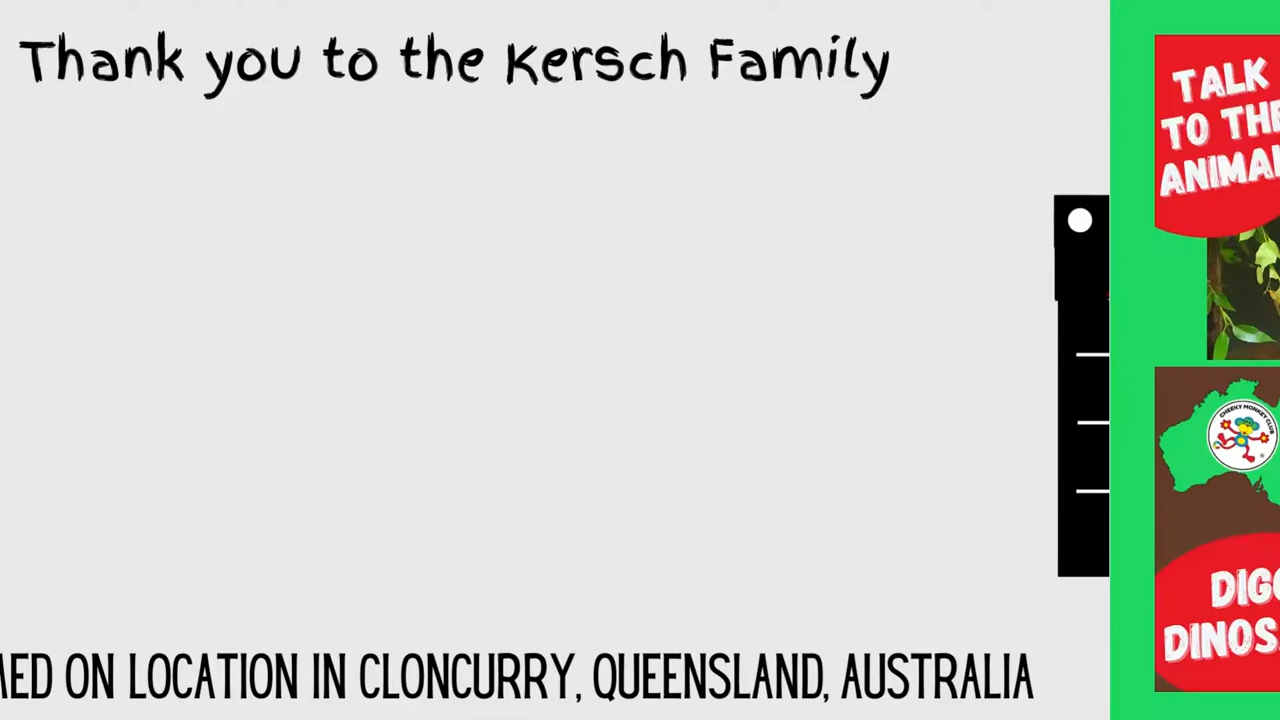 Thank you to the Kersch Family
TALK
TO THE
ANIMAL
CHEEKY MONKEY CLUB
®
DIGG
DINOS
MED ON LOCATION IN CLONCURRY, QUEENSLAND, AUSTRALIA